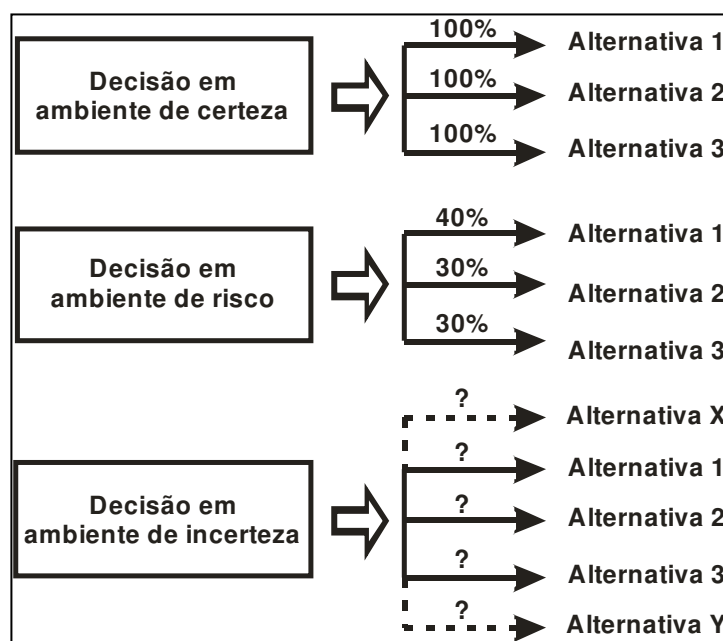 Decisão em
ambiente de certeza
100%
Alternativa 1
100%
Alternativa 2
100%
Alternativa 3
Decisão em
ambiente de risco
40%
Alternativa 1
30%
Alternativa 2
30%
Alternativa 3
Decisão em
ambiente de incerteza
?
Alternativa X
?
Alternativa 1
?
Alternativa 2
?
Alternativa 3
?
Alternativa Y